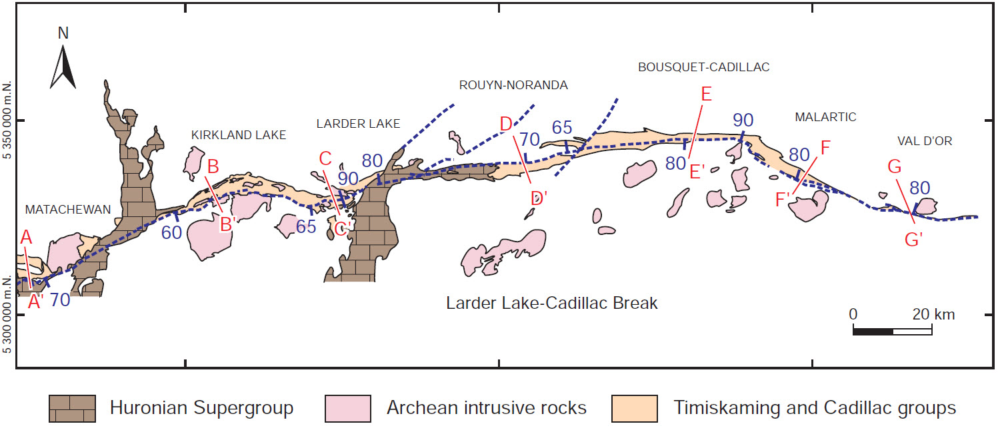 N
BOUSQUET-CADILLAC
ROUYN-NORANDA
E
MALARTIC
LARDER LAKE
KIRKLAND LAKE
D
65
90
VAL D'OR
5 350 000 m.N.
70
F
C
80
80
B
80
E'
G
90
80
D'
F'
MATACHEWAN
A
60
B'
65
C'
G'
A'
70
5 300 000 m.N.
Larder Lake-Cadillac Break
0
20 km
Huronian Supergroup
Archean intrusive rocks
Timiskaming and Cadillac groups